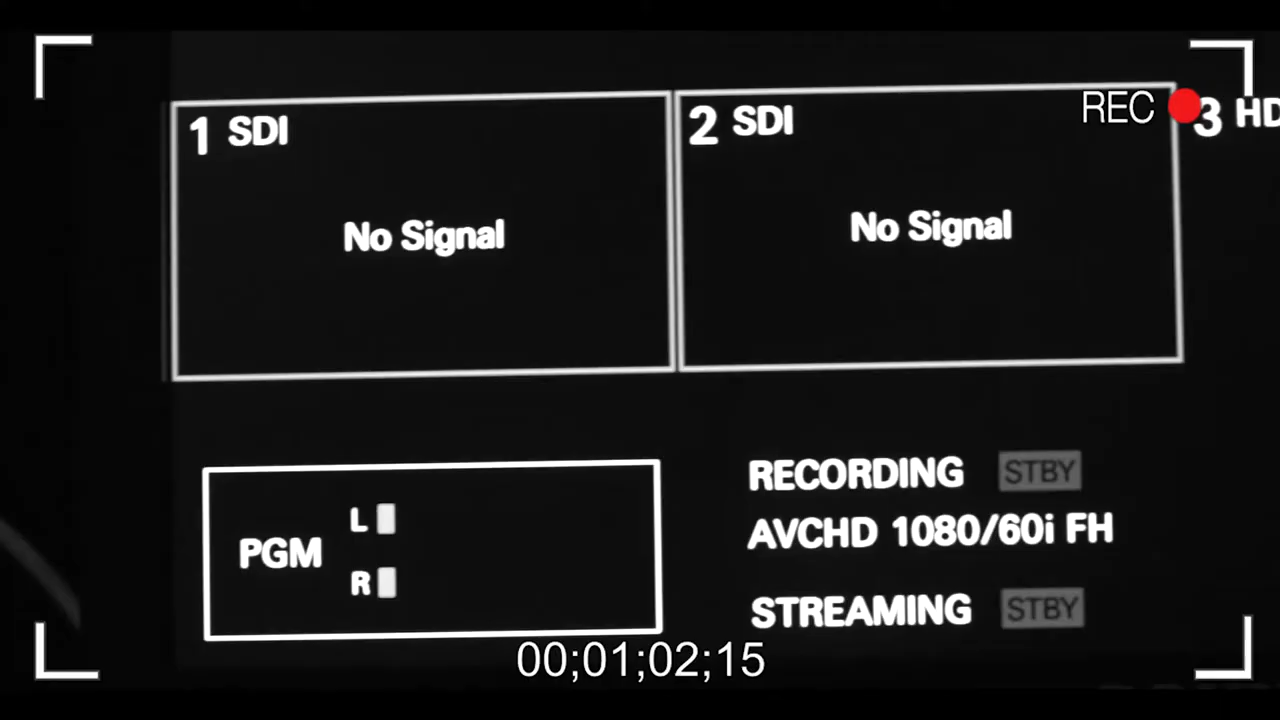 REC
1 SDI
2 SDI
3 HD
No Signal
No Signal
RECORDING STBY
AVCHD 1080/60i FH
PGM
L
R
STREAMING STBY
00;01;02;15